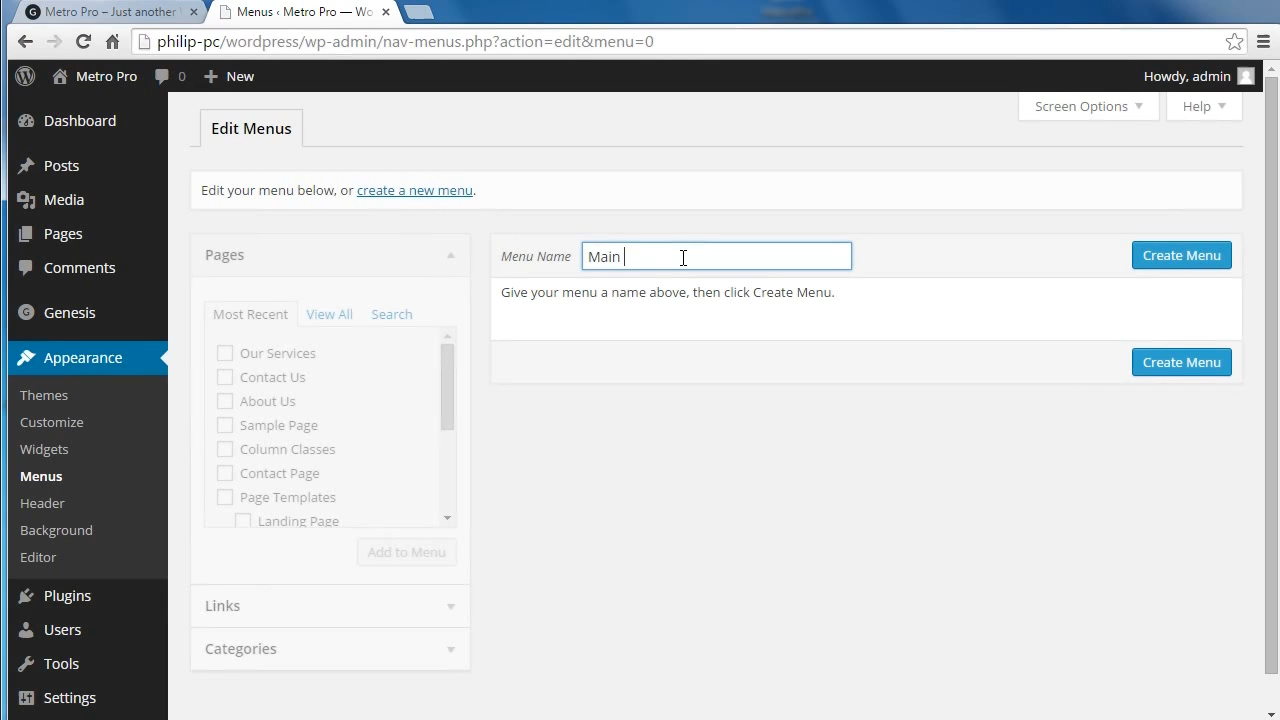 Metro Pro – Just another
Menus ‹ Metro Pro — Wo
philip-pc/wordpress/wp-admin/nav-menus.php?action=edit&menu=0
Metro Pro 0 New Howdy, admin
Screen Options Help
Dashboard
Posts
Media
Pages
Comments
Genesis
Appearance
Themes
Customize
Widgets
Menus
Header
Background
Editor
Plugins
Users
Tools
Settings
Edit Menus
Edit your menu below, or create a new menu.
Pages
Most Recent View All Search
Our Services
Contact Us
About Us
Sample Page
Column Classes
Contact Page
Page Templates
Landing Page
Add to Menu
Links
Categories
Menu Name Main Create Menu
Give your menu a name above, then click Create Menu.
Create Menu